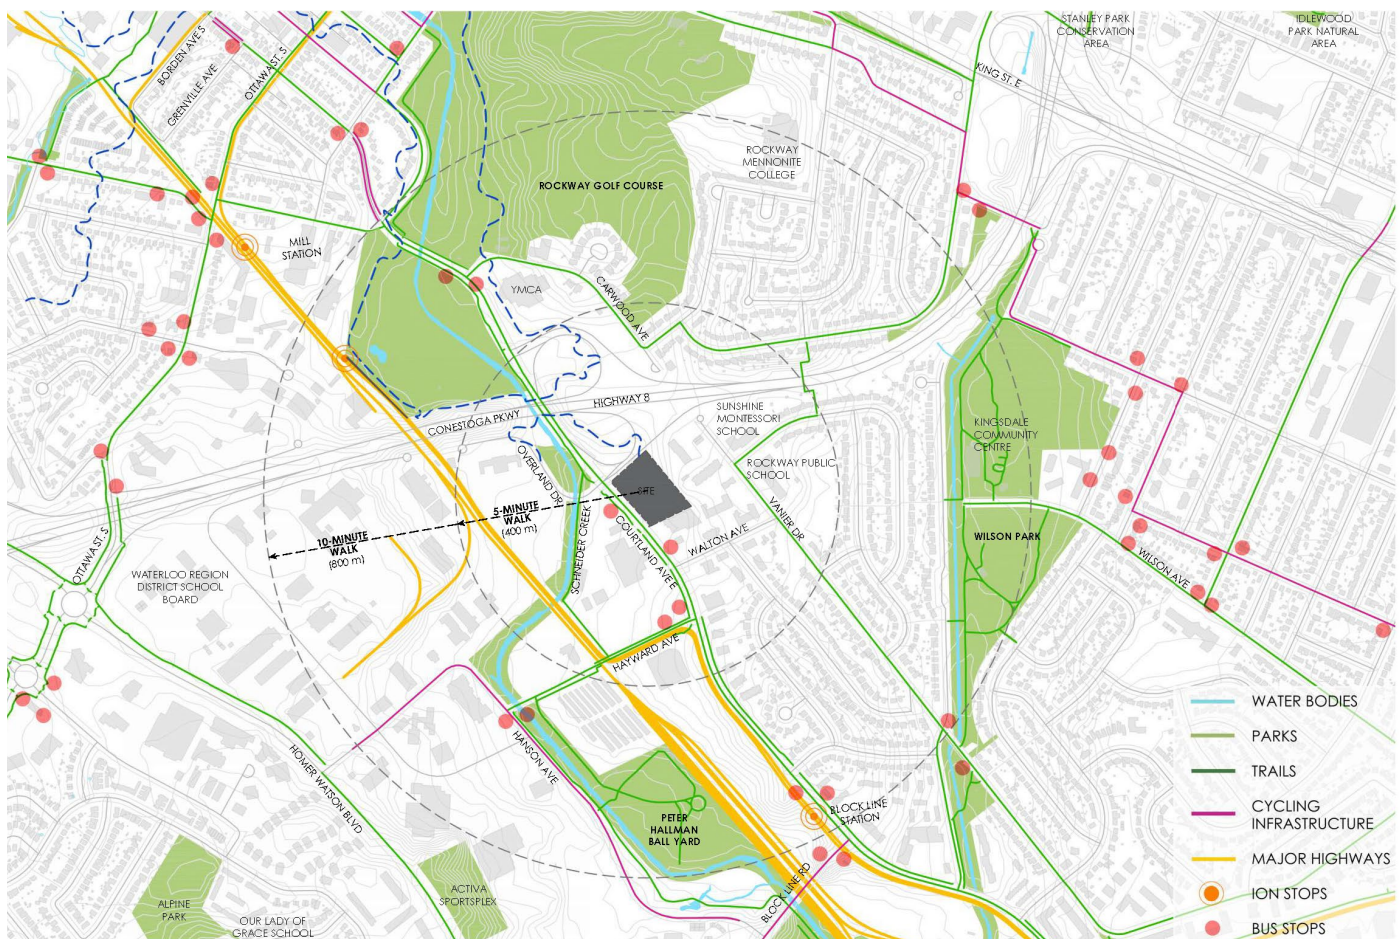 STANLEY PARK
CONSERVATION
AREA
IDLEWOOD
PARK NATURAL
AREA
BORDEN AVE S
GRENVILLE AVE
OTTAWA ST. S
KING ST. E
ROCKWAY
MENNONITE
COLLEGE
ROCKWAY GOLF COURSE
MILL
STATION
YMCA
CARWOOD AVE
HIGHWAY 8
CONESTOGA PKWY
SUNSHINE
MONTESSORI
SCHOOL
KINGSDALE
COMMUNITY
CENTRE
ROCKWAY PUBLIC
SCHOOL
OVERLAND DR
SITE
5-MINUTE
WALK
(400 m)
10-MINUTE
WALK
(800 m)
VANIER DR
COURTLAND AVE E
WALTON AVE
SCHNEIDER CREEK
WILSON PARK
WILSON AVE
OTTAWA ST. S
WATERLOO REGION
DISTRICT SCHOOL
BOARD
HAYWARD AVE
HANSON AVE
HOMER WATSON BLVD
PETER
HALLMAN
BALL YARD
BLOCK LINE
STATION
BLOCK LINE RD
ACTIVA
SPORTSPLEX
ALPINE
PARK
OUR LADY OF
GRACE SCHOOL
WATER BODIES
PARKS
TRAILS
CYCLING
INFRASTRUCTURE
MAJOR HIGHWAYS
ION STOPS
BUS STOPS